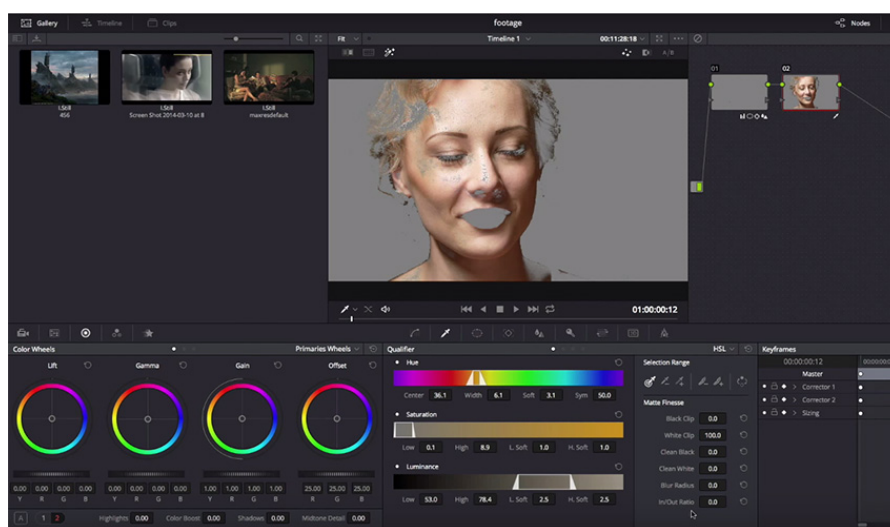 Gallery
Timeline
Clips
footage
Nodes
Fit
Timeline 1
00:11:28:18
A/B
01
02
1.Still
456
1.Still
Screen Shot 2014-03-10 at 8
1.Still
maxresdefault
01:00:00:12
Color Wheels
Primaries Wheels
Lift
Gamma
Gain
Offset
0.00 0.00 0.00 0.00
0.00 0.00 0.00 0.00
1.00 1.00 1.00 1.00
25.00 25.00 25.00
Y R G B
Y R G B
Y R G B
R G B
A 1 2
Highlights 0.00
Color Boost 0.00
Shadows 0.00
Midtone Detail 0.00
Qualifier
HSL
Hue
Center 36.1 Width 6.1 Soft 3.1 Sym 50.0
Saturation
Low 0.1 High 8.9 L. Soft 1.0 H. Soft 1.0
Luminance
Low 53.0 High 78.4 L. Soft 2.5 H. Soft 2.5
Selection Range
Matte Finesse
Black Clip 0.0
White Clip 100.0
Clean Black 0.0
Clean White 0.0
Blur Radius 0.0
In/Out Ratio 0.0
Keyframes
00:00:00:12
Master
Corrector 1
Corrector 2
Sizing